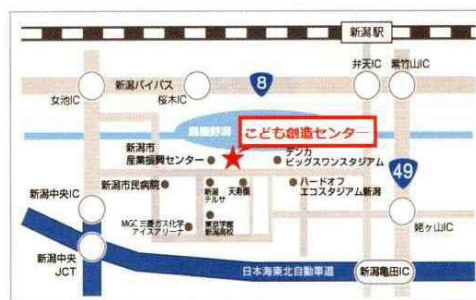 新潟駅
新潟バイパス
8
弁天IC
紫竹山IC
女池IC
桜木IC
鳥屋野潟
こども創造センター
新潟市
産業振興センター
デンカ
ビッグスワンスタジアム
49
新潟市民病院
新潟
テルサ
天寿園
ハードオフ
エコスタジアム新潟
新潟中央IC
MGC三菱ガス化学
アイスアリーナ
東京学館
新潟高校
姥ヶ山IC
新潟中央
JCT
日本海東北自動車道
新潟亀田IC